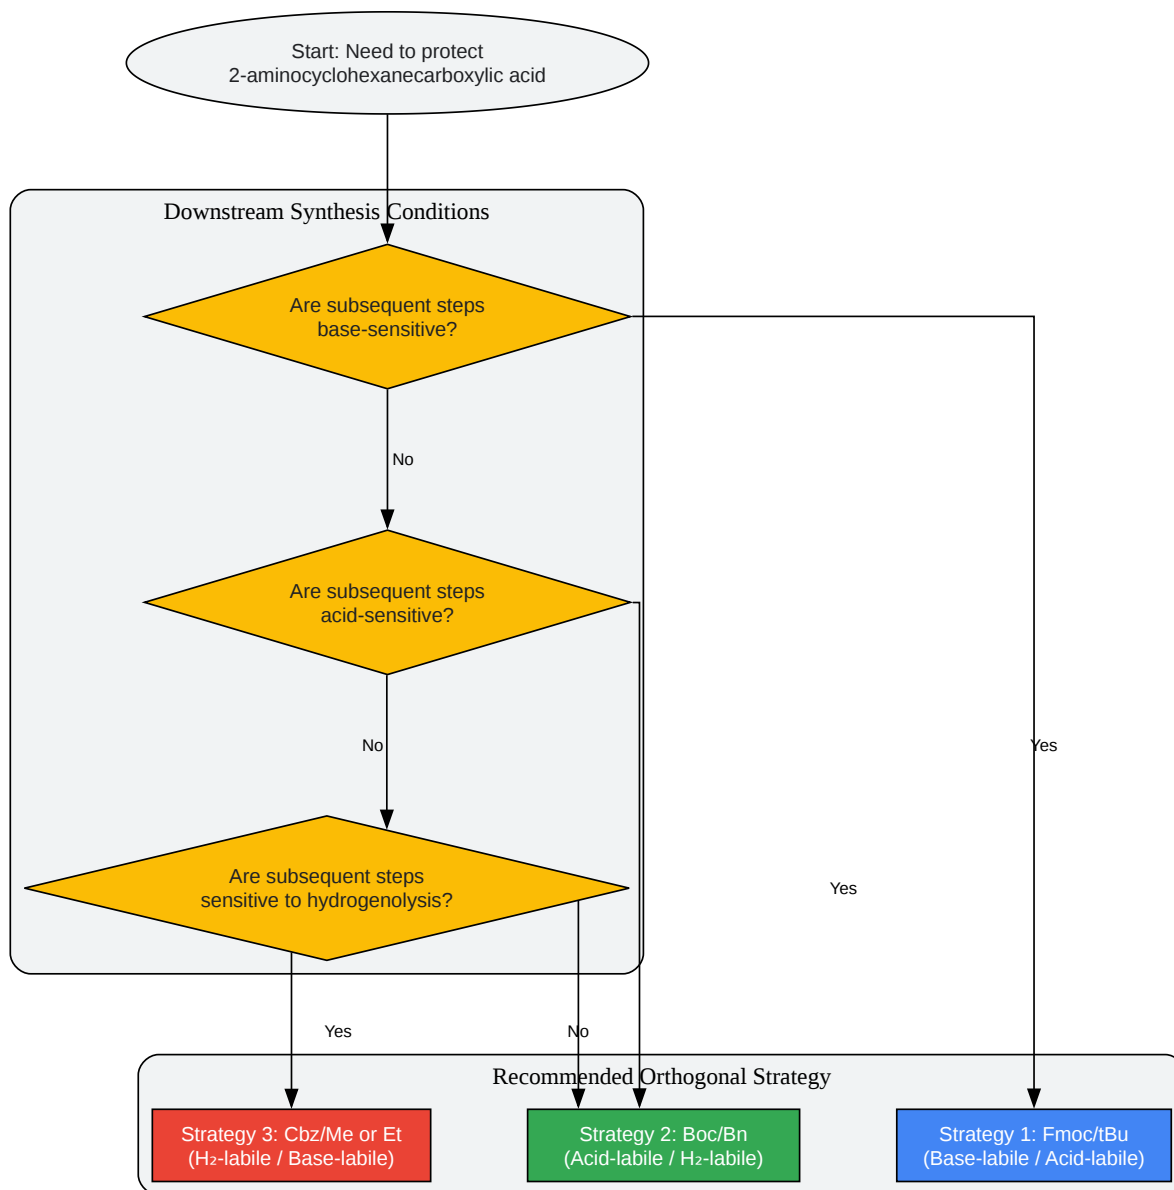 Start: Need to protect
2-aminocyclohexanecarboxylic acid
Downstream Synthesis Conditions
Are subsequent steps
base-sensitive?
No
Are subsequent steps
acid-sensitive?
No
Yes
Are subsequent steps
sensitive to hydrogenolysis?
Yes
Yes
No
Recommended Orthogonal Strategy
Strategy 3: Cbz/Me or Et
(H₂-labile / Base-labile)
Strategy 2: Boc/Bn
(Acid-labile / H₂-labile)
Strategy 1: Fmoc/tBu
(Base-labile / Acid-labile)